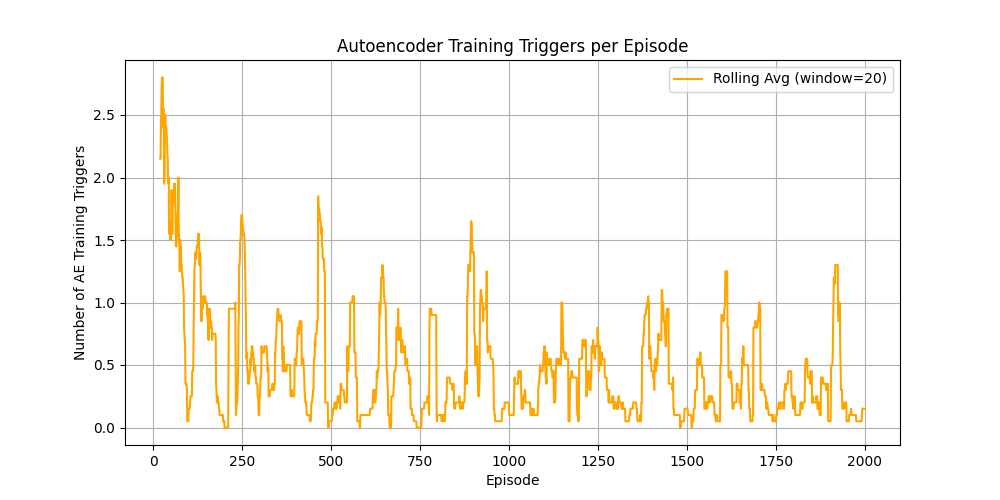 Autoencoder Training Triggers per Episode
Rolling Avg (window=20)
Number of AE Training Triggers
2.5
2.0
1.5
1.0
0.5
0.0
0 250 500 750 1000 1250 1500 1750 2000
Episode